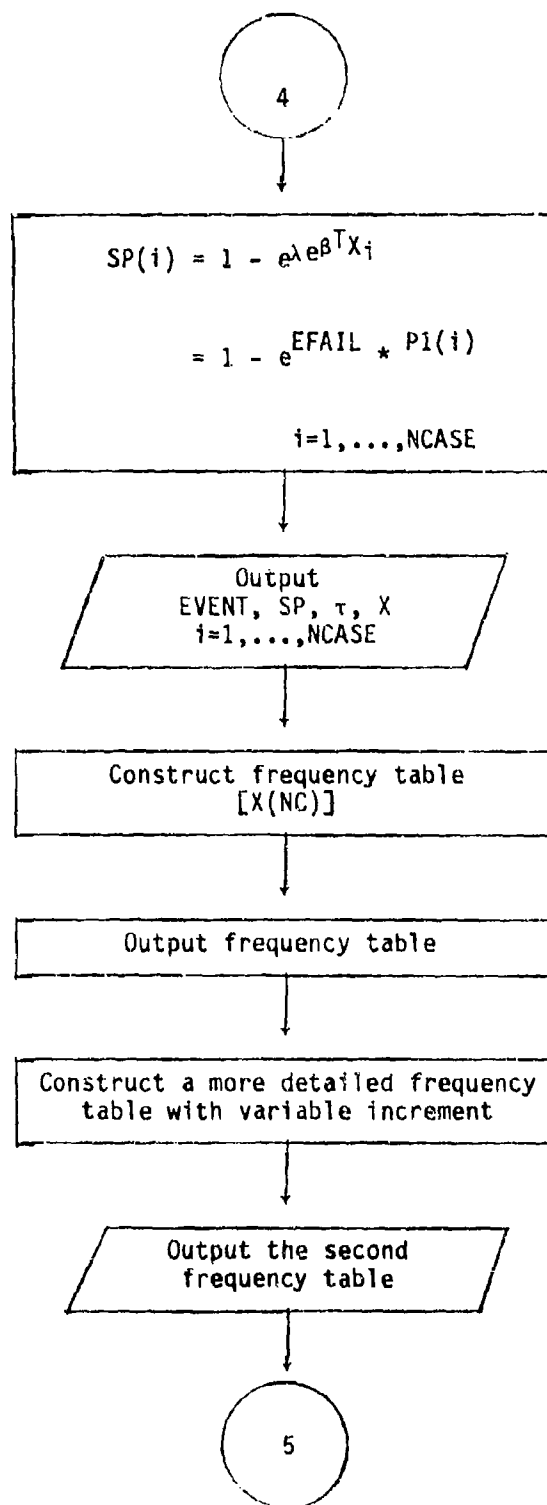 4
SP(i) = 1 - e^λe^β^T X_i
= 1 - e^EFAIL * P1(i)
i=1,...,NCASE
Output
EVENT, SP, τ, X
i=1,...,NCASE
Construct frequency table
[X(NC)]
Output frequency table
Construct a more detailed frequency
table with variable increment
Output the second
frequency table
5